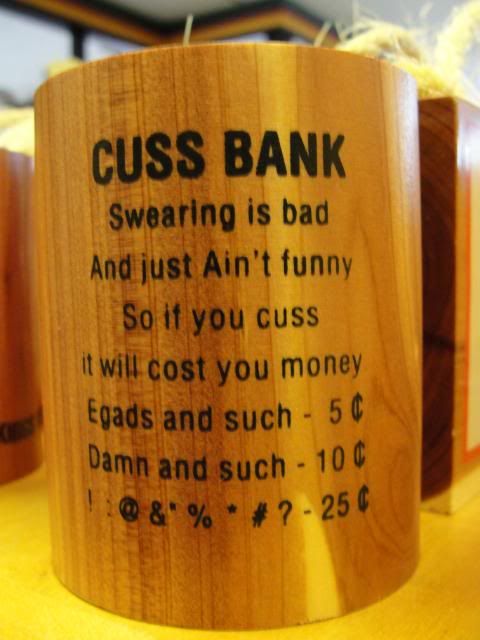 CUSS BANK
Swearing is bad
And just Ain't funny
So if you cuss
it will cost you money
Egads and such - 5 ¢
Damn and such - 10 ¢
! : @ &" % * # ? - 25 ¢